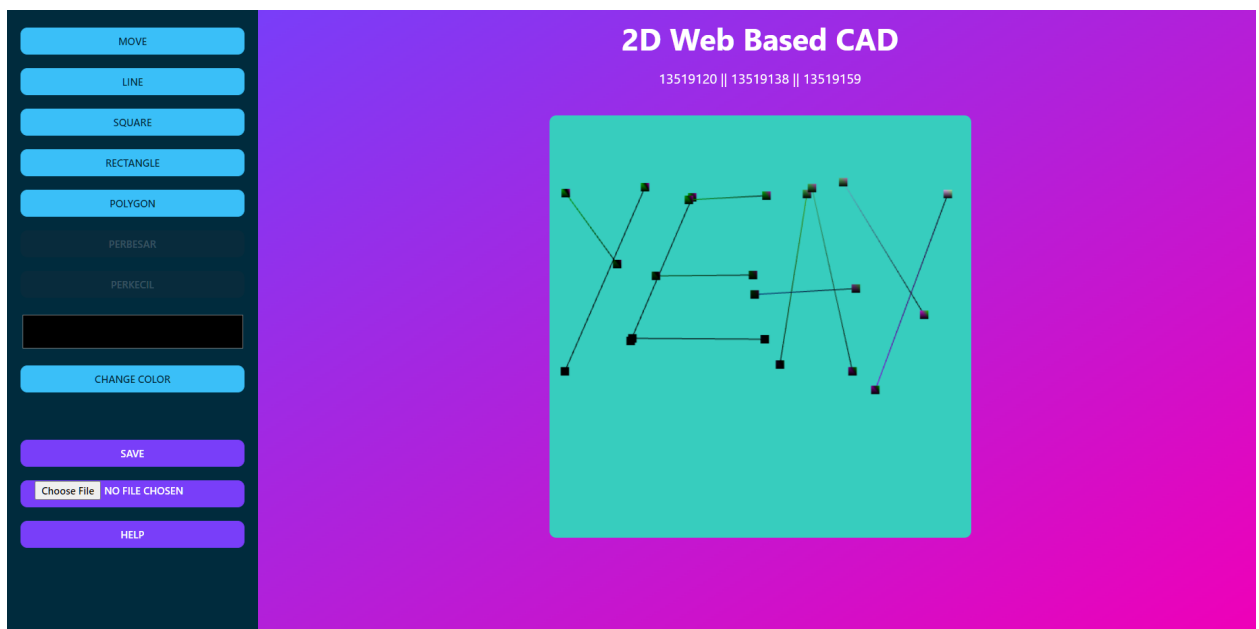 MOVE
LINE
SQUARE
RECTANGLE
POLYGON
PERBESAR
PERKECIL
CHANGE COLOR
SAVE
Choose File NO FILE CHOSEN
HELP
2D Web Based CAD
13519120 || 13519138 || 13519159
YEAY